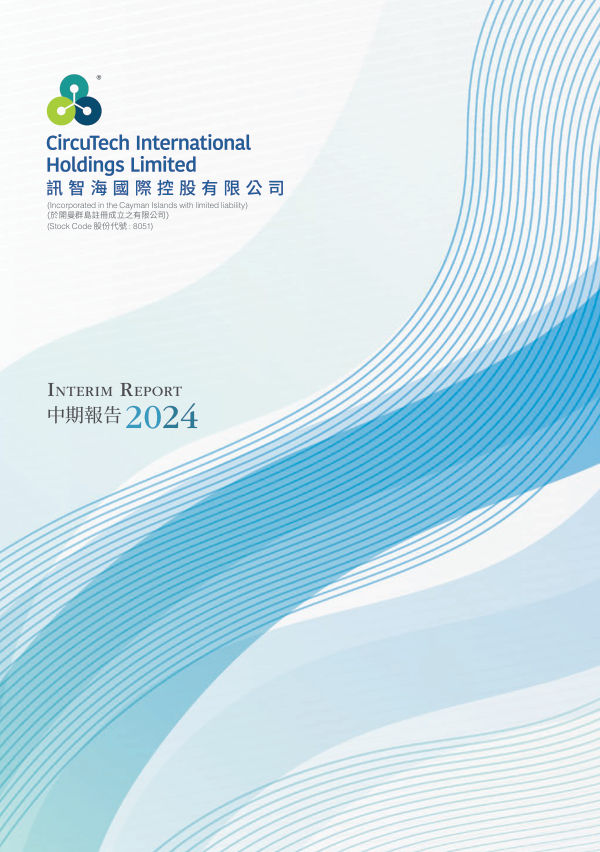 ®
CircuTech International
Holdings Limited
訊智海國際控股有限公司
(Incorporated in the Cayman Islands with limited liability)
(於開曼群島註冊成立之有限公司)
(Stock Code 股份代號 : 8051)
INTERIM REPORT
中期報告 2024